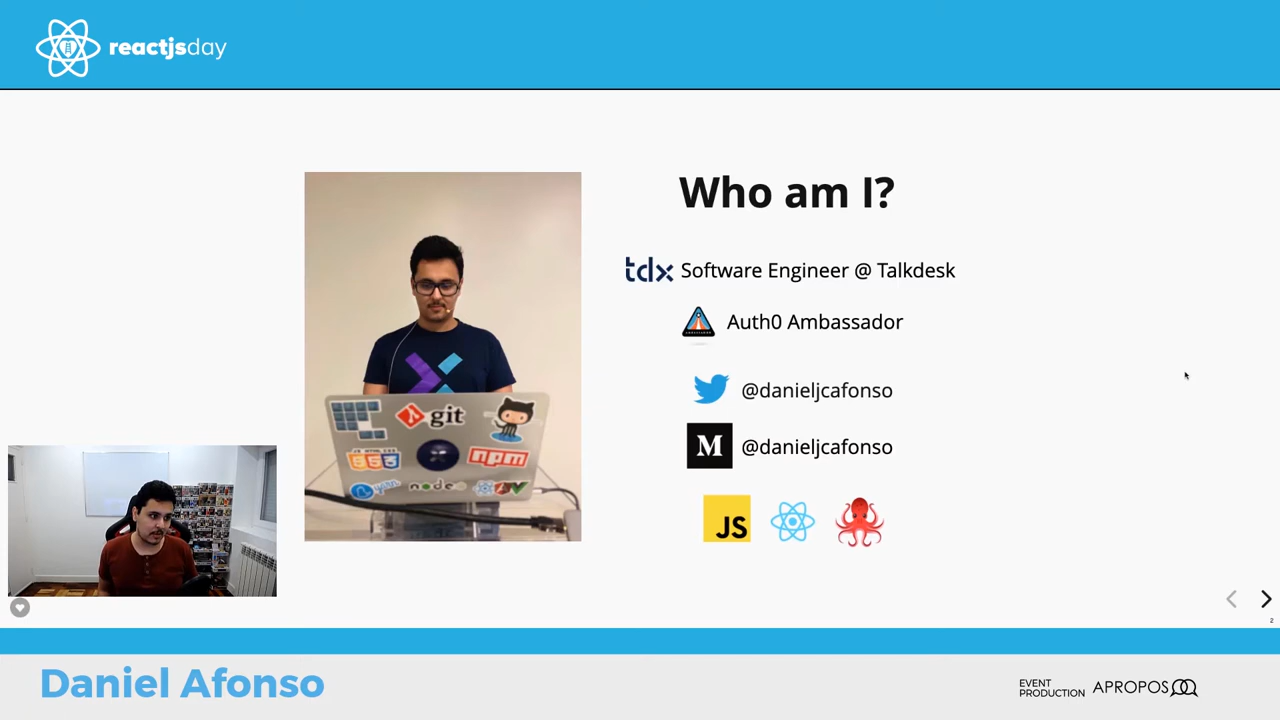 reactjsday
Who am I?
tdx Software Engineer @ Talkdesk
Auth0 Ambassador
@danieljcafonso
M @danieljcafonso
JS
git
npm
node
2
Daniel Afonso
EVENT
PRODUCTION
APROPOS